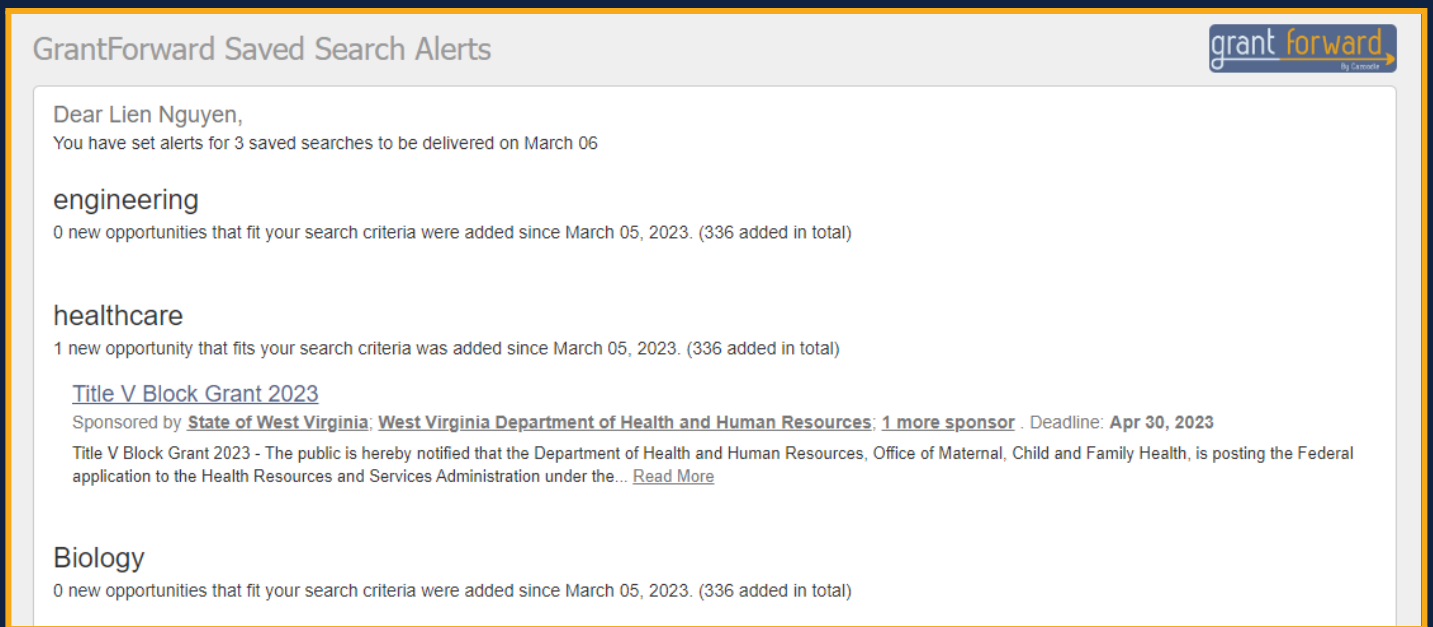 GrantForward Saved Search Alerts
grant forward
By Cazoodle
Dear Lien Nguyen,
You have set alerts for 3 saved searches to be delivered on March 06
engineering
0 new opportunities that fit your search criteria were added since March 05, 2023. (336 added in total)
healthcare
1 new opportunity that fits your search criteria was added since March 05, 2023. (336 added in total)
Title V Block Grant 2023
Sponsored by State of West Virginia; West Virginia Department of Health and Human Resources; 1 more sponsor . Deadline: Apr 30, 2023
Title V Block Grant 2023 - The public is hereby notified that the Department of Health and Human Resources, Office of Maternal, Child and Family Health, is posting the Federal
application to the Health Resources and Services Administration under the... Read More
Biology
0 new opportunities that fit your search criteria were added since March 05, 2023. (336 added in total)